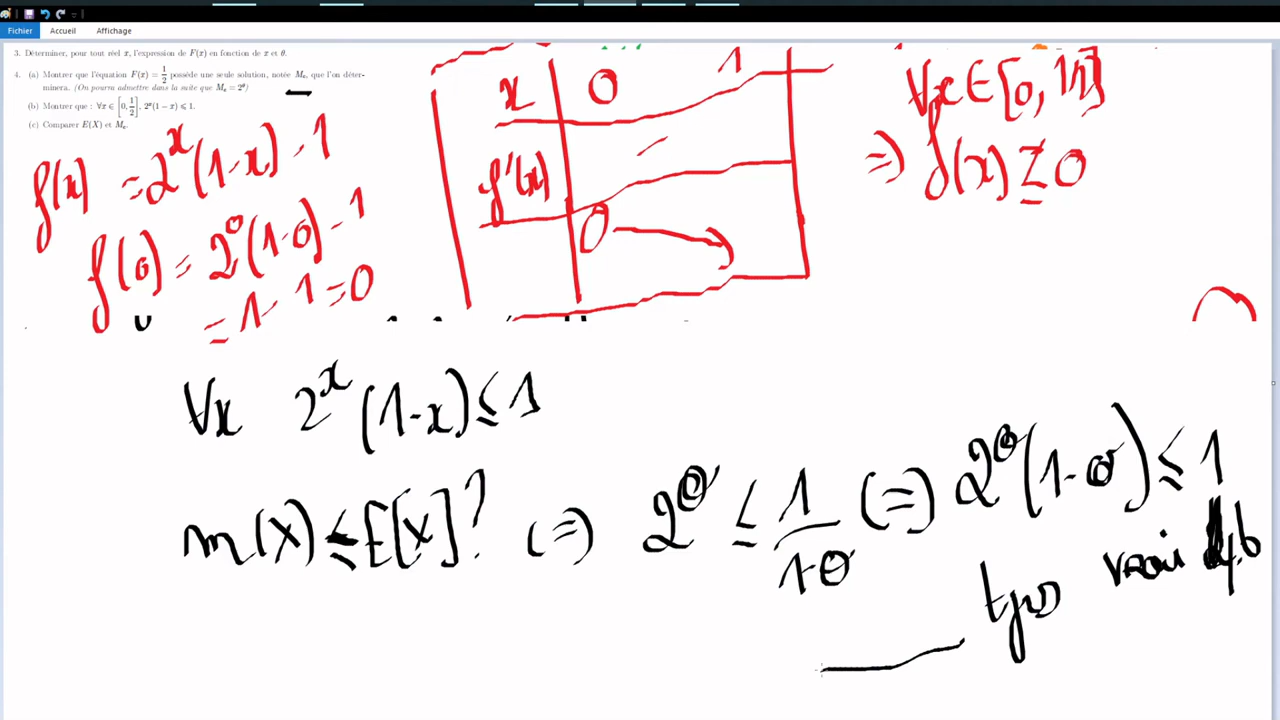 Fichier Accueil Affichage
3. Déterminer, pour tout réel x, l'expression de F(x) en fonction de x et θ.
4. (a) Montrer que l'équation F(x) = 1/2 possède une seule solution, notée Mₑ, que l'on déter-
minera. (On pourra admettre dans la suite que Mₑ = 2^θ)
(b) Montrer que : ∀x ∈ [0, 1/2], 2^x(1 − x) ⩽ 1.
(c) Comparer E(X) et Mₑ.
f(x) = 2^x(1-x) - 1
f(0) = 2^0(1-0) - 1
= 1 - 1 = 0
x 0 1
f'(x) -
0
∀x ∈ [0, 1/2]
⇒) f(x) ≤ 0
∀x 2^x(1-x) ≤ 1
m(X) ≤ E[X]? (⇒) 2^θ ≤ 1/(1-θ) (⇒) 2^θ(1-θ) ≤ 1
tjrs vrai 4.b